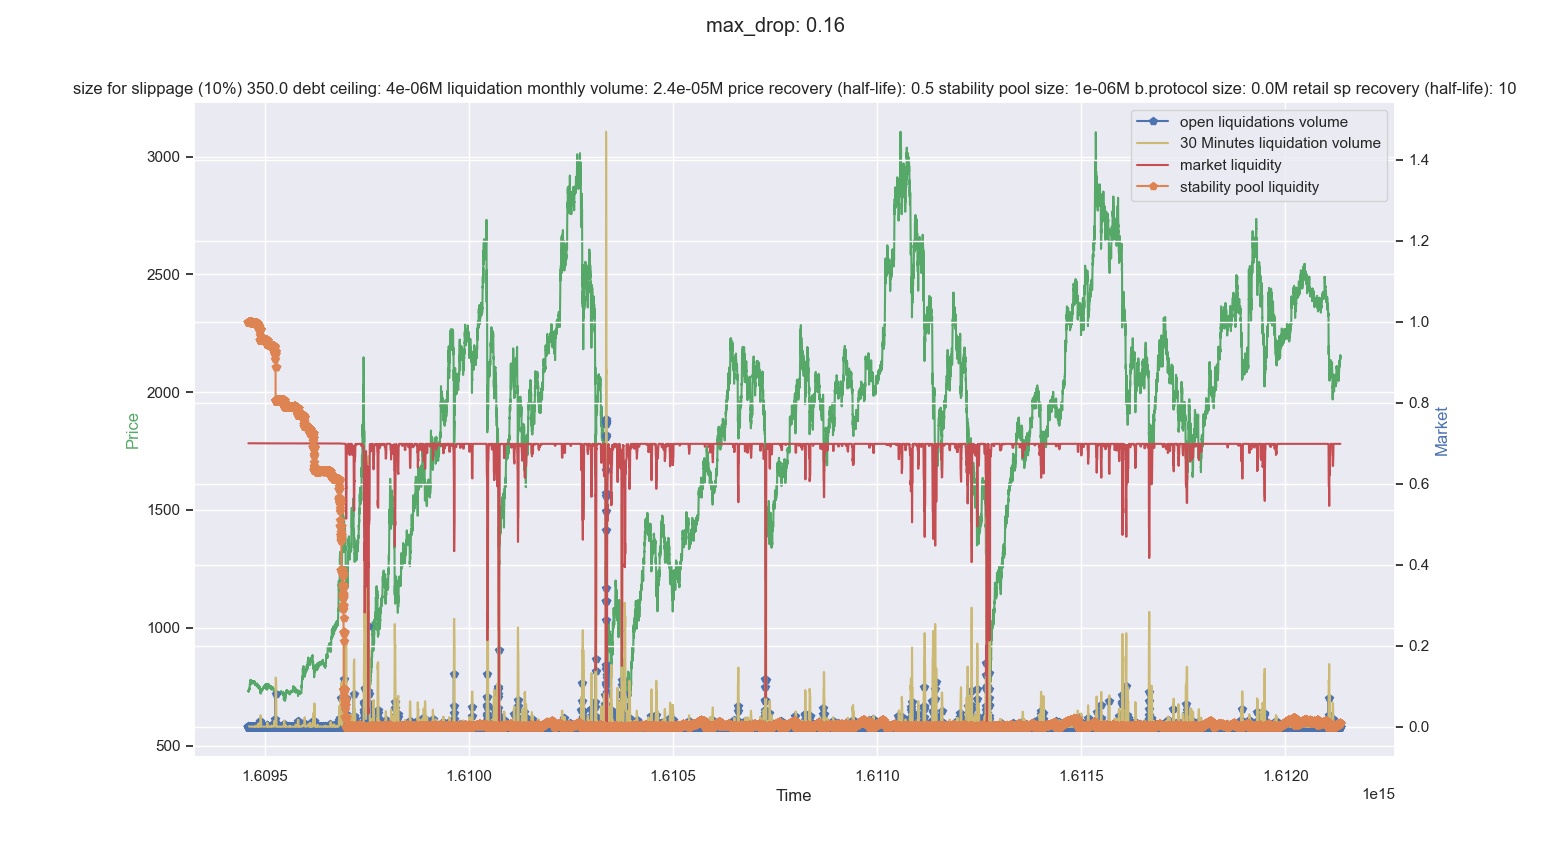 max_drop: 0.16
size for slippage (10%) 350.0 debt ceiling: 4e-06M liquidation monthly volume: 2.4e-05M price recovery (half-life): 0.5 stability pool size: 1e-06M b.protocol size: 0.0M retail sp recovery (half-life): 10
open liquidations volume
30 Minutes liquidation volume
market liquidity
stability pool liquidity
3000
2500
2000
1500
1000
500
Price
1.4
1.2
1.0
0.8
0.6
0.4
0.2
0.0
Market
1.6095 1.6100 1.6105 1.6110 1.6115 1.6120
Time
1e15